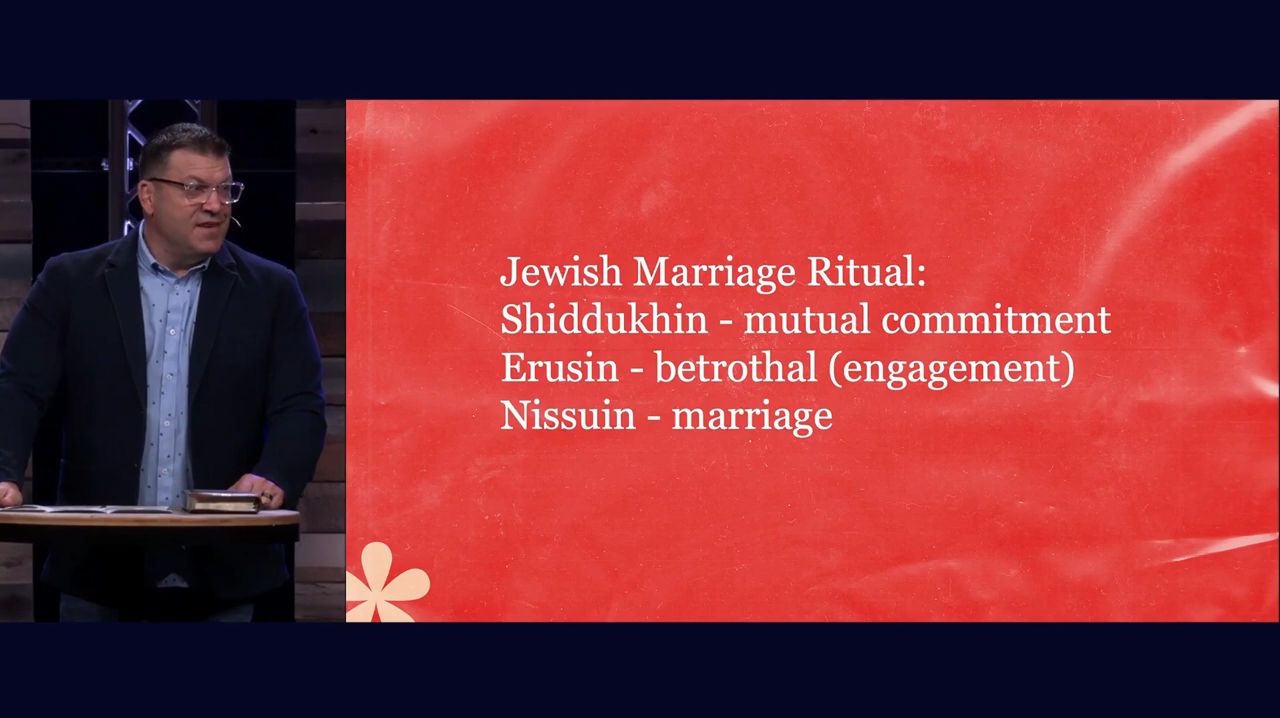 Jewish Marriage Ritual:
Shiddukhin - mutual commitment
Erusin - betrothal (engagement)
Nissuin - marriage